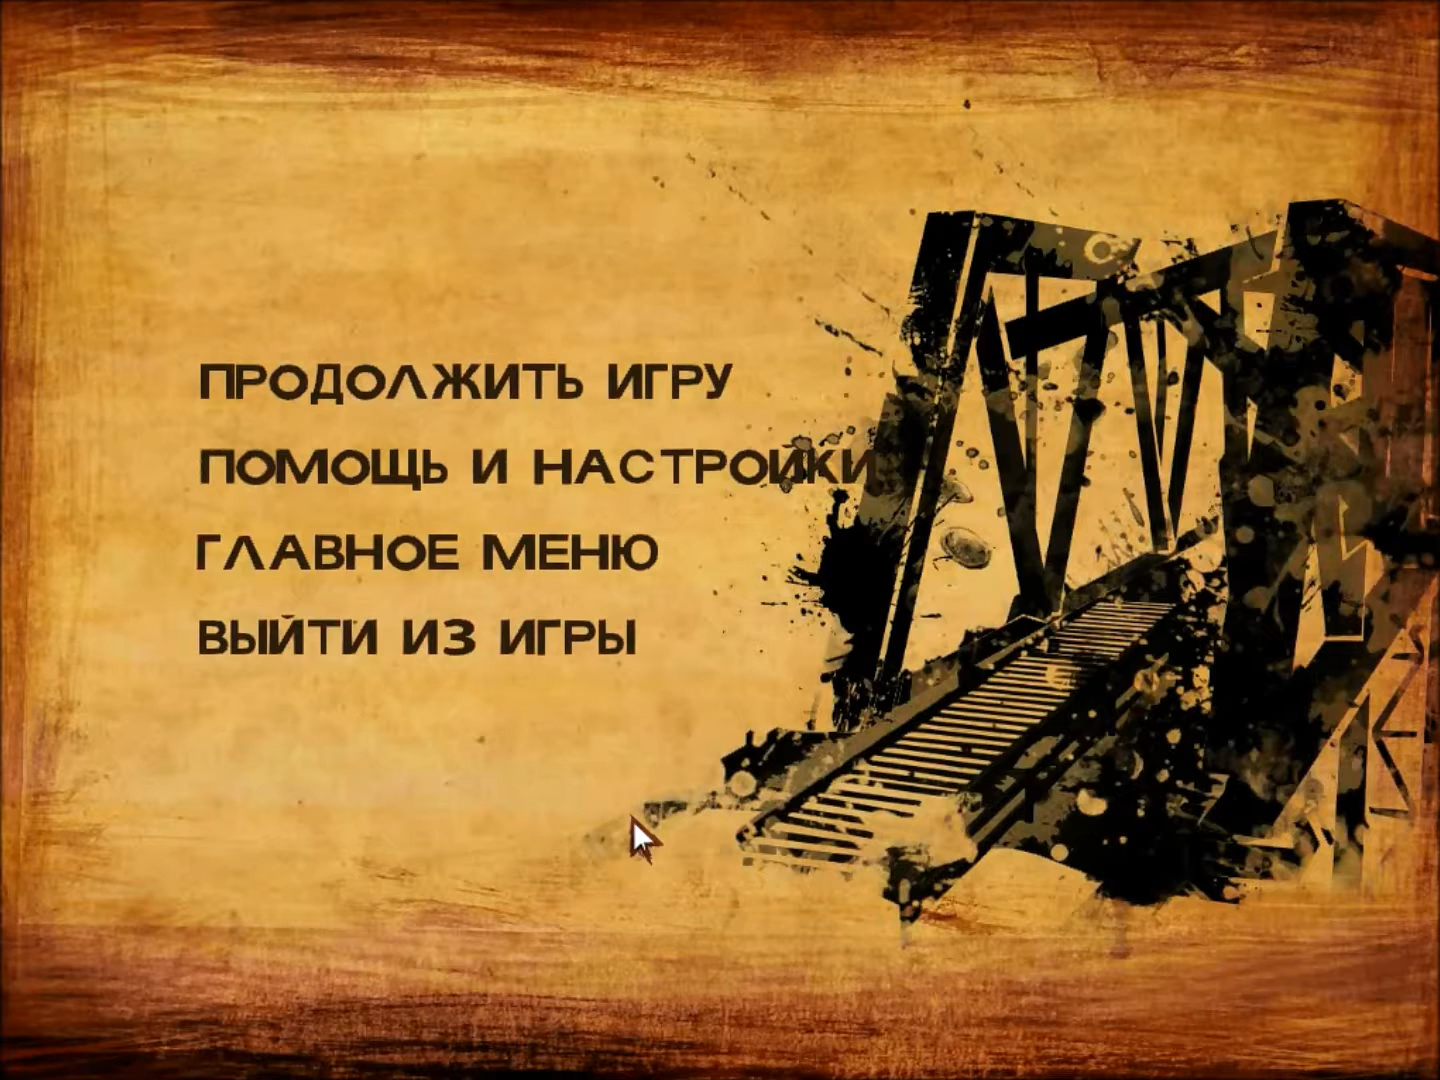 ПРОДОЛЖИТЬ ИГРУ
ПОМОЩЬ И НАСТРОЙКИ
ГЛАВНОЕ МЕНЮ
ВЫЙТИ ИЗ ИГРЫ